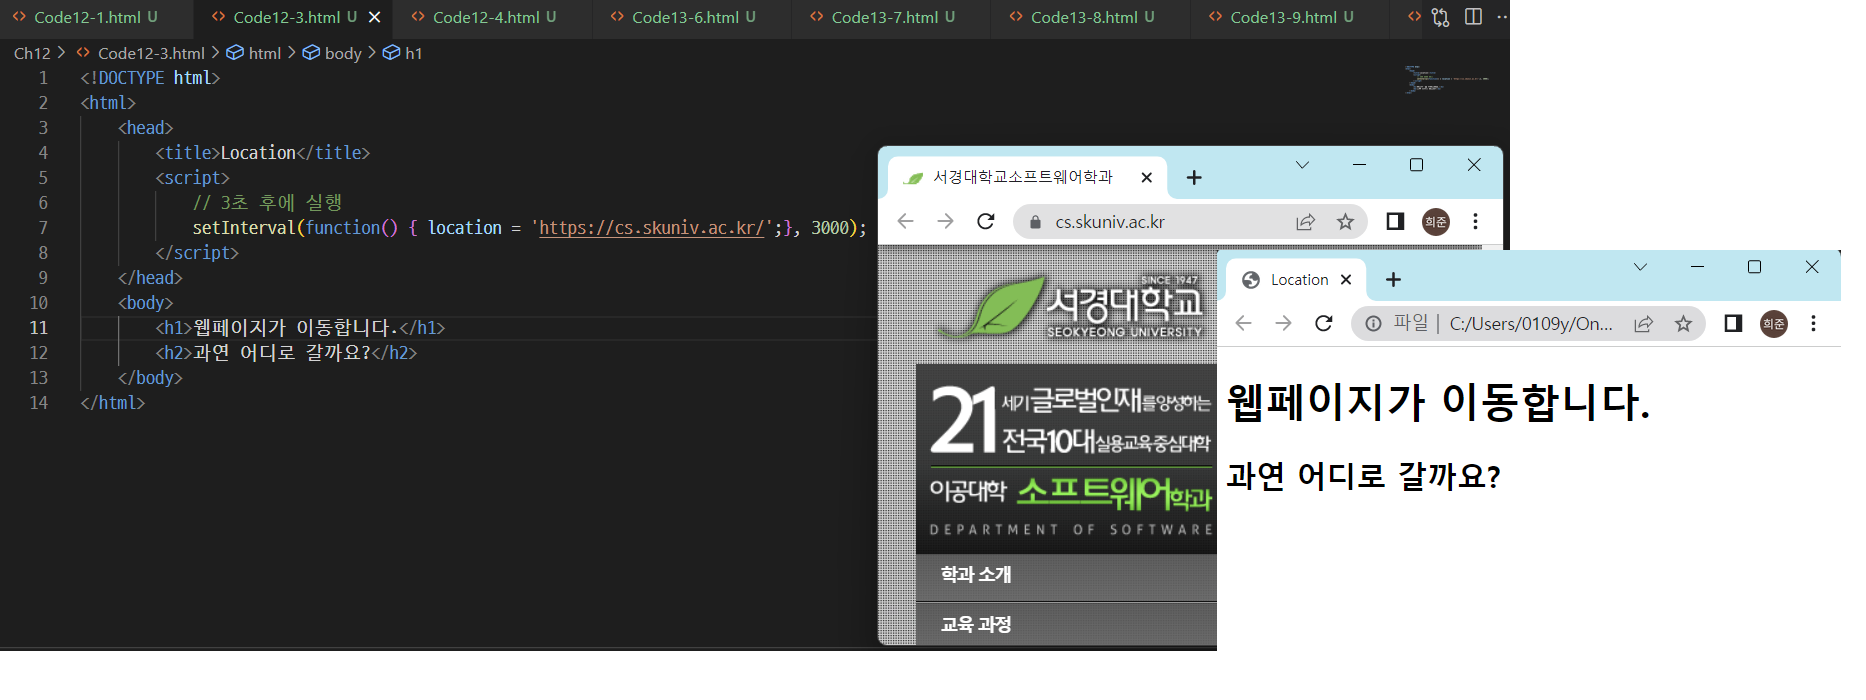 Code12-1.html U
Code12-3.html U
Code12-4.html U
Code13-6.html U
Code13-7.html U
Code13-8.html U
Code13-9.html U
Ch12 > Code12-3.html > html > body > h1
1 <!DOCTYPE html>
2 <html>
3 <head>
4 <title>Location</title>
5 <script>
6 // 3초 후에 실행
7 setInterval(function() { location = 'https://cs.skuniv.ac.kr/';}, 3000);
8 </script>
9 </head>
10 <body>
11 <h1>웹페이지가 이동합니다.</h1>
12 <h2>과연 어디로 갈까요?</h2>
13 </body>
14 </html>
서경대학교소프트웨어학과
cs.skuniv.ac.kr
희준
SINCE 1947
서경대학교
SEOKYEONG UNIVERSITY
21세기 글로벌인재를 양성하는
전국10대 실용교육 중심대학
이공대학 소프트웨어학과
DEPARTMENT OF SOFTWARE
학과 소개
교육 과정
Location
파일 | C:/Users/0109y/On...
희준
웹페이지가 이동합니다.
과연 어디로 갈까요?